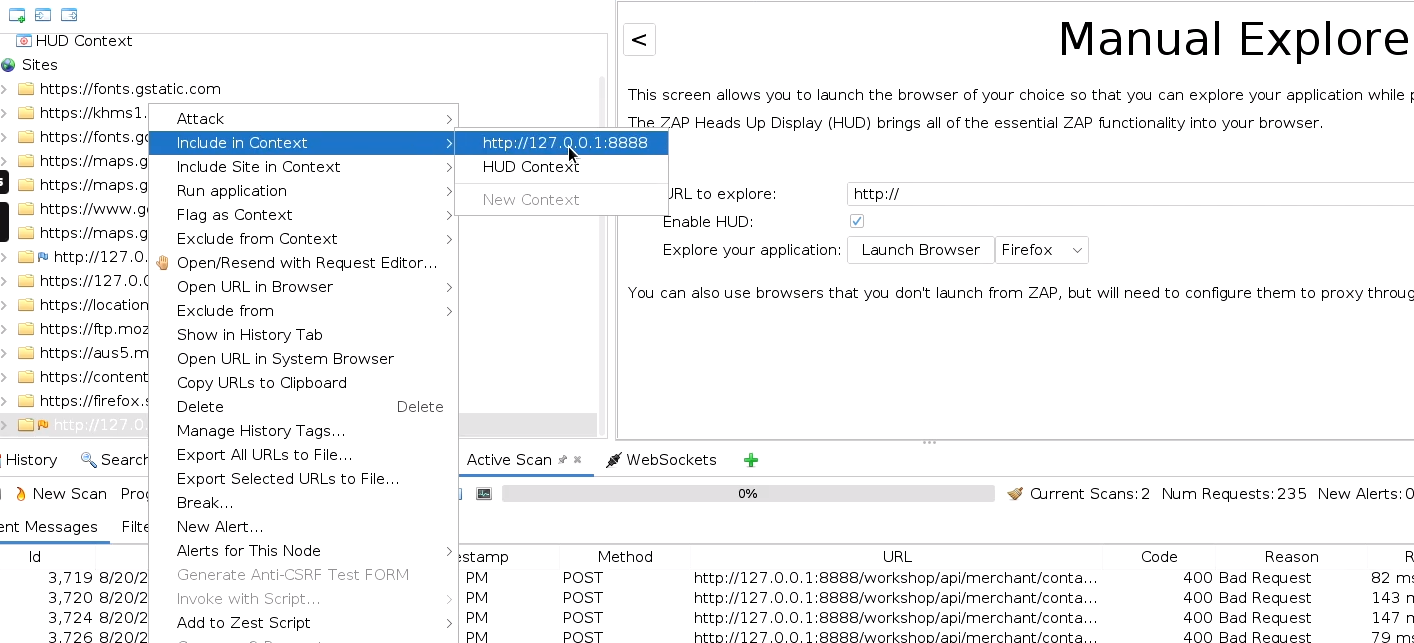 HUD Context
Sites
https://fonts.gstatic.com
https://khms1.
https://fonts.go
https://maps.g
https://maps.g
https://www.go
https://maps.g
http://127.0.
https://127.0.0
https://location
https://ftp.moz
https://aus5.m
https://content
https://firefox.s
http://127.0.
Attack
Include in Context
Include Site in Context
Run application
Flag as Context
Exclude from Context
Open/Resend with Request Editor...
Open URL in Browser
Exclude from
Show in History Tab
Open URL in System Browser
Copy URLs to Clipboard
Delete Delete
Manage History Tags...
Export All URLs to File...
Export Selected URLs to File...
Break...
New Alert...
Alerts for This Node
Generate Anti-CSRF Test FORM
Invoke with Script...
Add to Zest Script
http://127.0.0.1:8888
HUD Context
New Context
<
Manual Explore
This screen allows you to launch the browser of your choice so that you can explore your application while p
The ZAP Heads Up Display (HUD) brings all of the essential ZAP functionality into your browser.
URL to explore: http://
Enable HUD:
Explore your application: Launch Browser Firefox
You can also use browsers that you don't launch from ZAP, but will need to configure them to proxy throug
History Search Active Scan WebSockets
New Scan Prog 0% Current Scans:2 Num Requests:235 New Alerts:0
ent Messages Filte
Id estamp Method URL Code Reason R
3,719 8/20/2 PM POST http://127.0.0.1:8888/workshop/api/merchant/conta... 400 Bad Request 82 ms
3,720 8/20/2 PM POST http://127.0.0.1:8888/workshop/api/merchant/conta... 400 Bad Request 143 m
3,724 8/20/2 PM POST http://127.0.0.1:8888/workshop/api/merchant/conta... 400 Bad Request 147 m
3,726 8/20/2 PM POST http://127.0.0.1:8888/workshop/api/merchant/conta... 400 Bad Request 79 ms